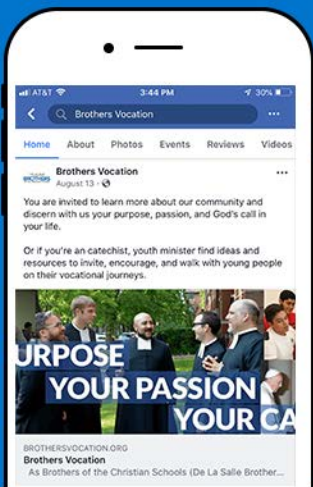 AT&T 3:44 PM 30%
Brothers Vocation
Home About Photos Events Reviews Videos
BROTHERS
Brothers Vocation
August 13
You are invited to learn more about our community and
discern with us your purpose, passion, and God's call in
your life.
Or if you're an catechist, youth minister find ideas and
resources to invite, encourage, and walk with young people
on their vocational journeys.
URPOSE
YOUR PASSION
YOUR CA
BROTHERSVOCATION.ORG
Brothers Vocation
As Brothers of the Christian Schools (De La Salle Brother...